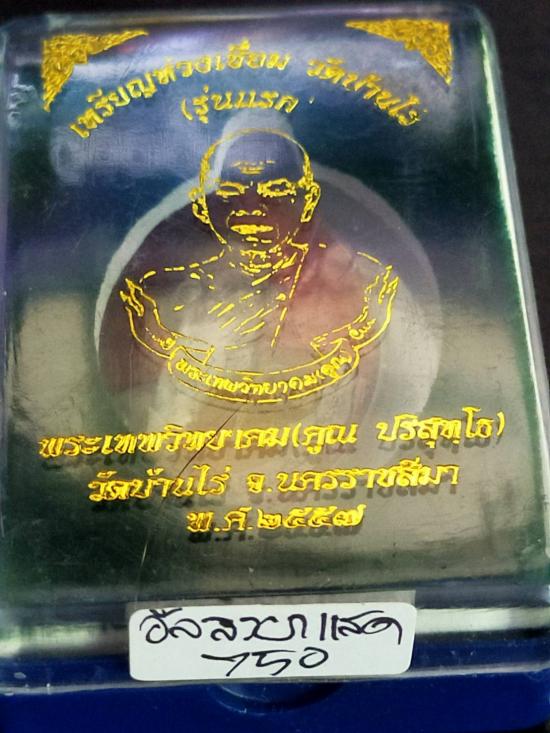 เหรียญห่วงเชื่อม วัดบ้านไร่
(รุ่นแรก
พระเทพวิทยาคม(คูณ)
พระเทพวิทยาคม(คูณ ปริสุทฺโธ)
วัดบ้านไร่ จ.นครราชสีมา
พ.ศ.๒๕๕๗
150